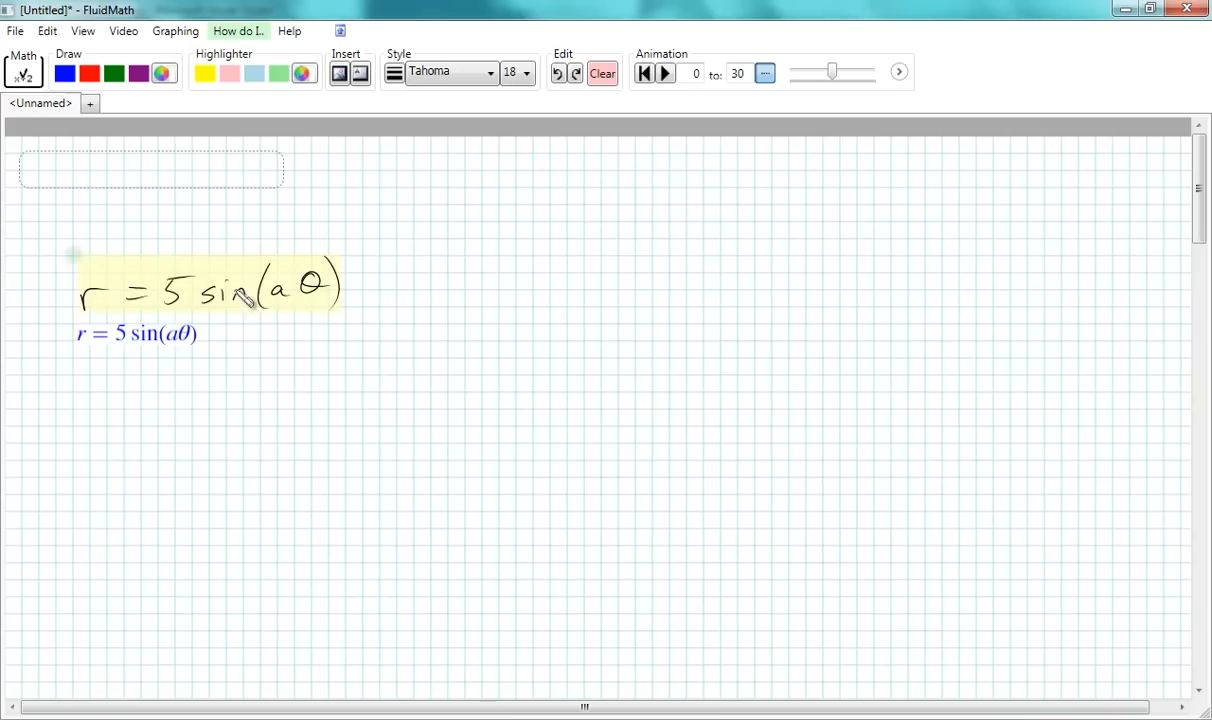 [Untitled]* - FluidMath
File Edit View Video Graphing How do I.. Help
Math Draw Highlighter Insert Style Edit Animation
√x2 A Tahoma 18 Clear 0 to: 30
<Unnamed> +
r = 5 sin(a θ)
r = 5 sin(aθ)